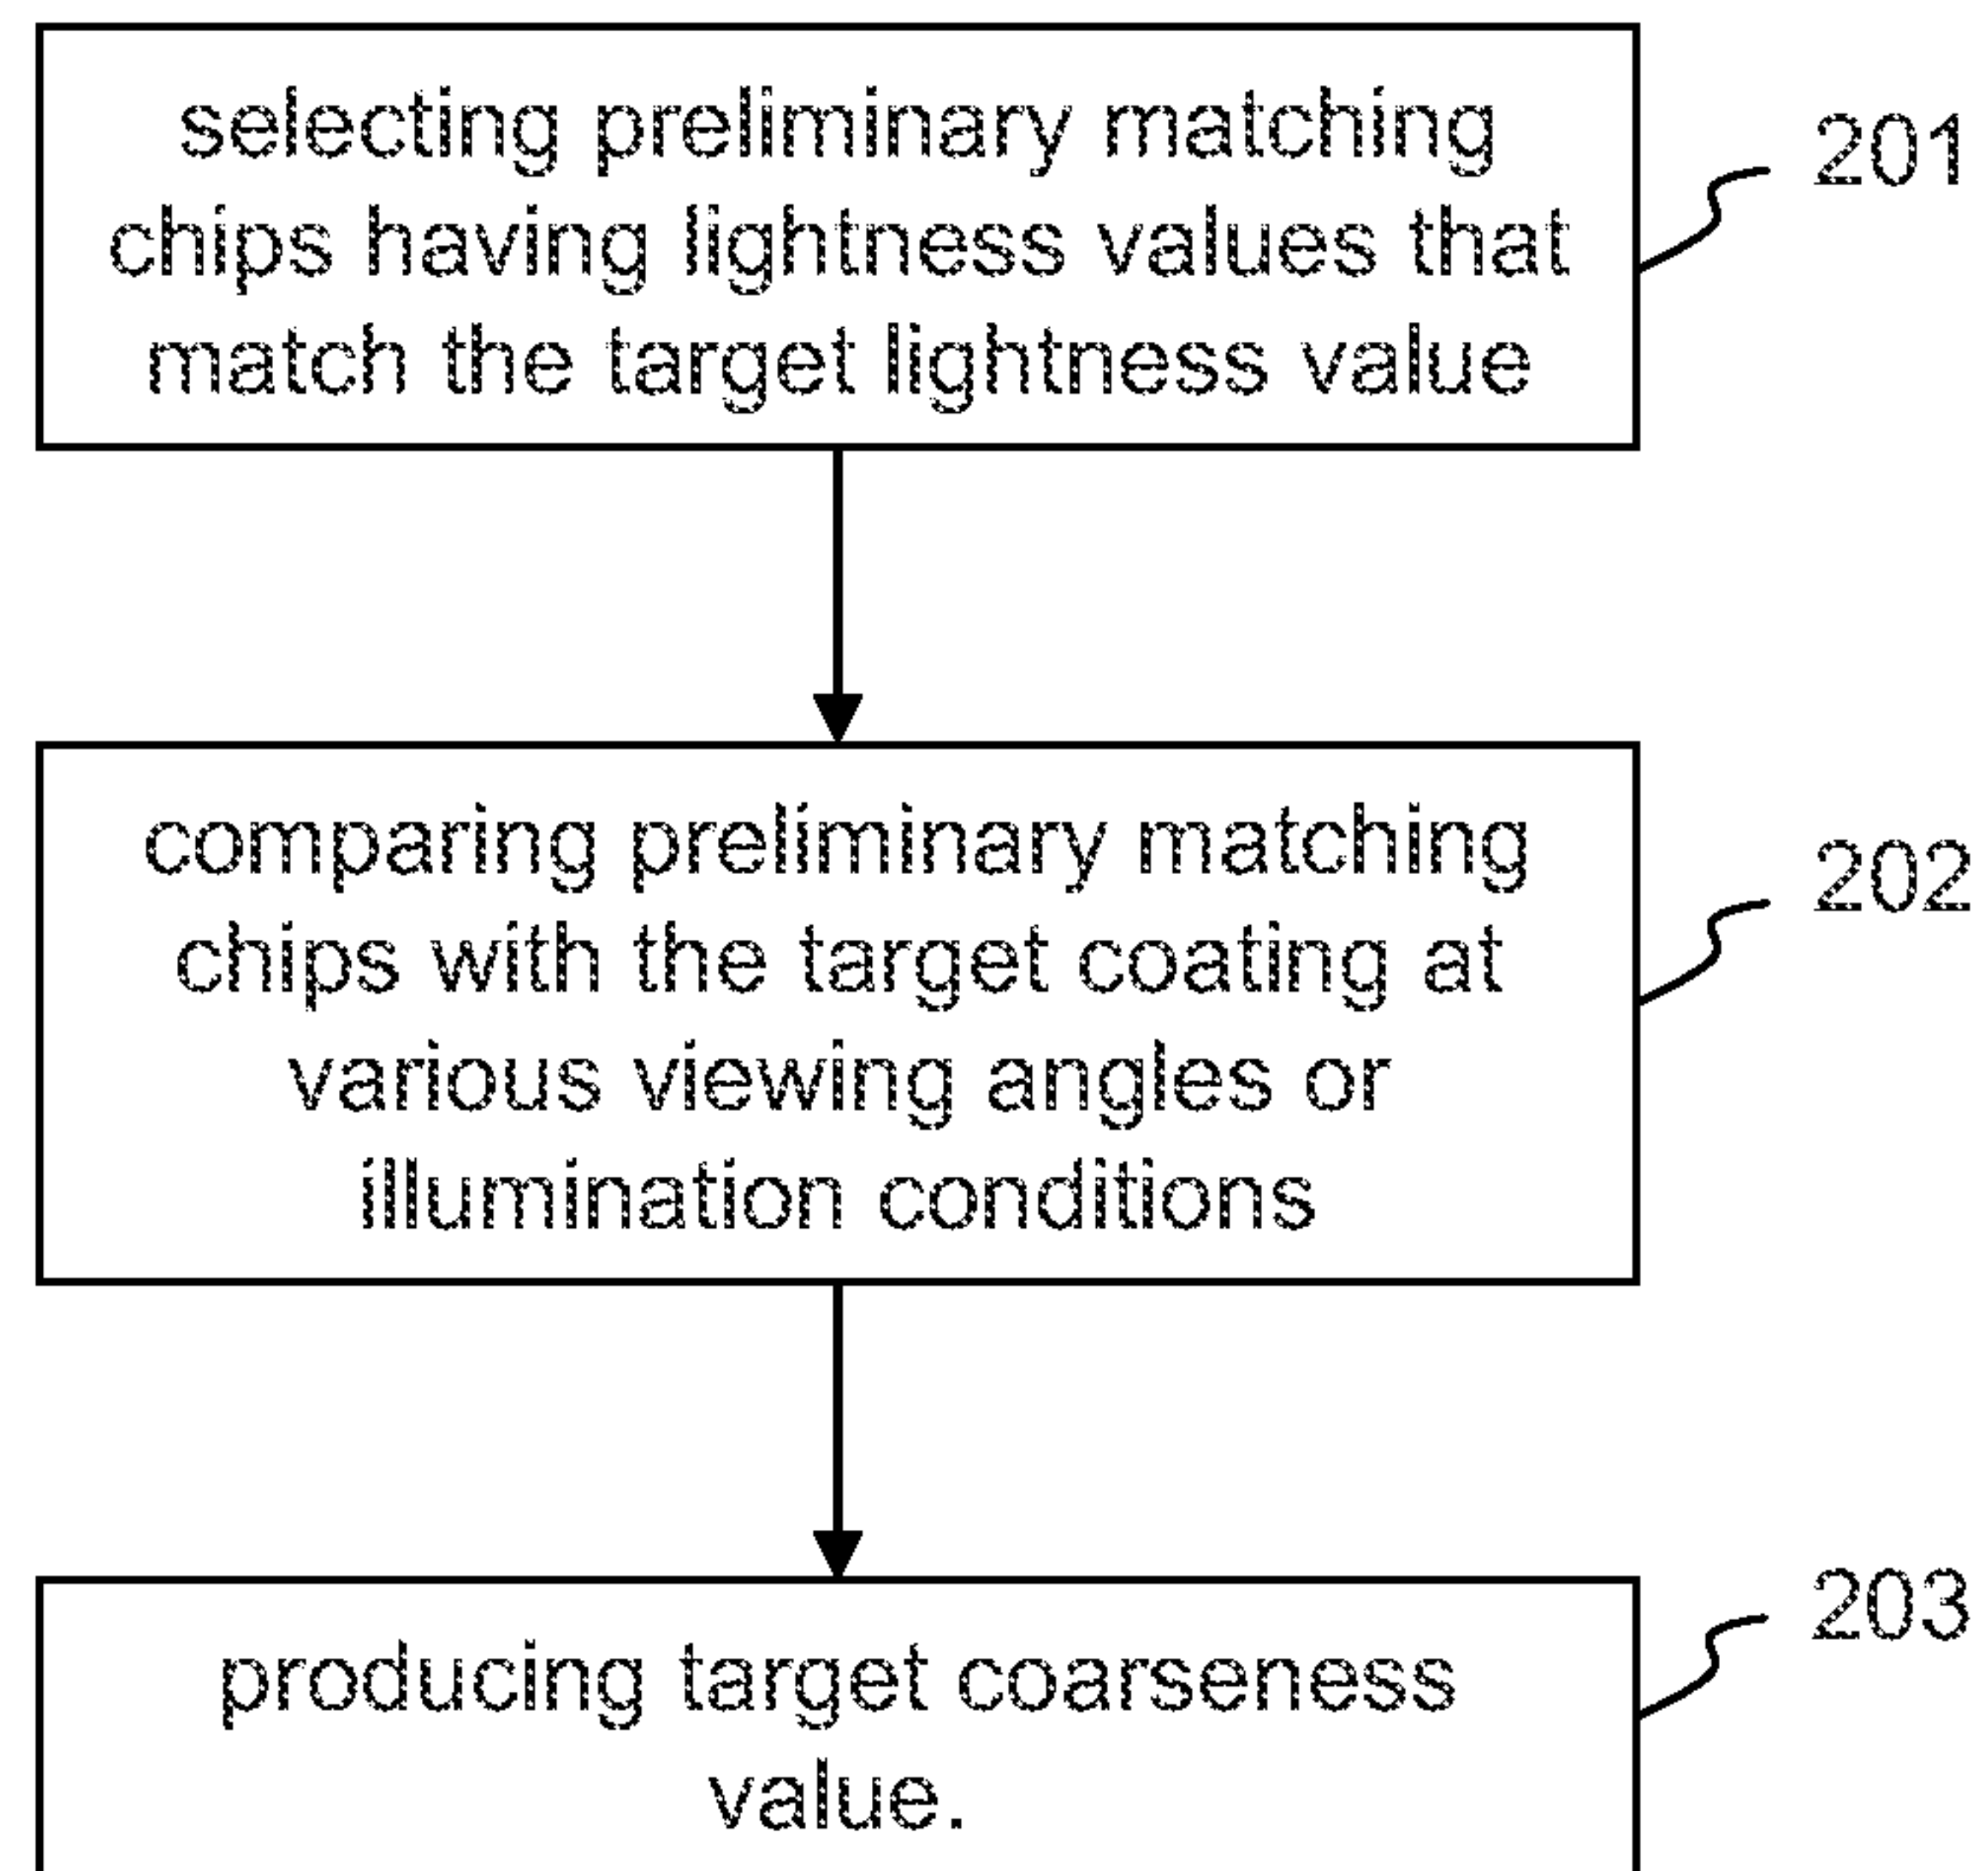 selecting preliminary matching
chips having lightness values that
match the target lightness value
201
comparing preliminary matching
chips with the target coating at
various viewing angles or
illumination conditions
202
producing target coarseness
value.
203